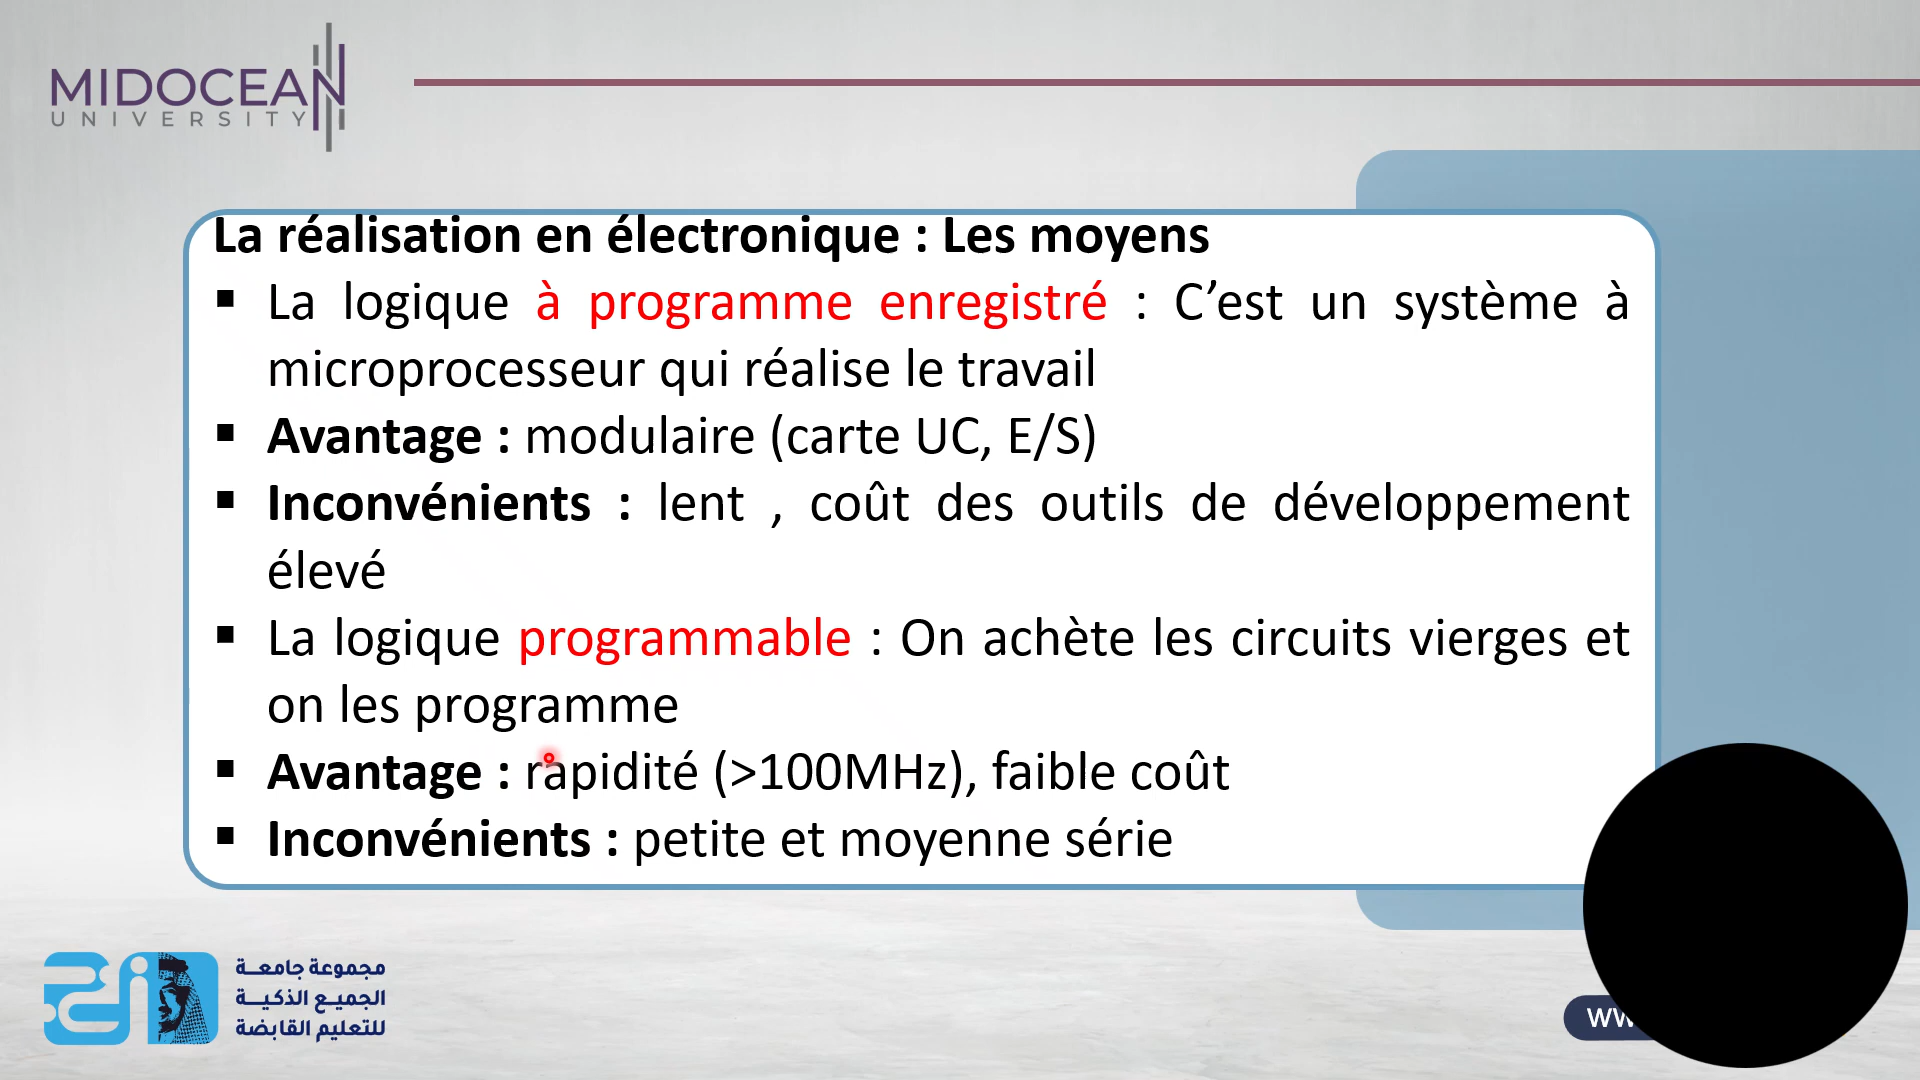 MIDOCEAN
UNIVERSITY
La réalisation en électronique : Les moyens
▪ La logique à programme enregistré : C’est un système à
microprocesseur qui réalise le travail
▪ Avantage : modulaire (carte UC, E/S)
▪ Inconvénients : lent , coût des outils de développement
élevé
▪ La logique programmable : On achète les circuits vierges et
on les programme
▪ Avantage : rapidité (>100MHz), faible coût
▪ Inconvénients : petite et moyenne série
مجموعة جامعة
الجميع الذكية
للتعليم القابضة